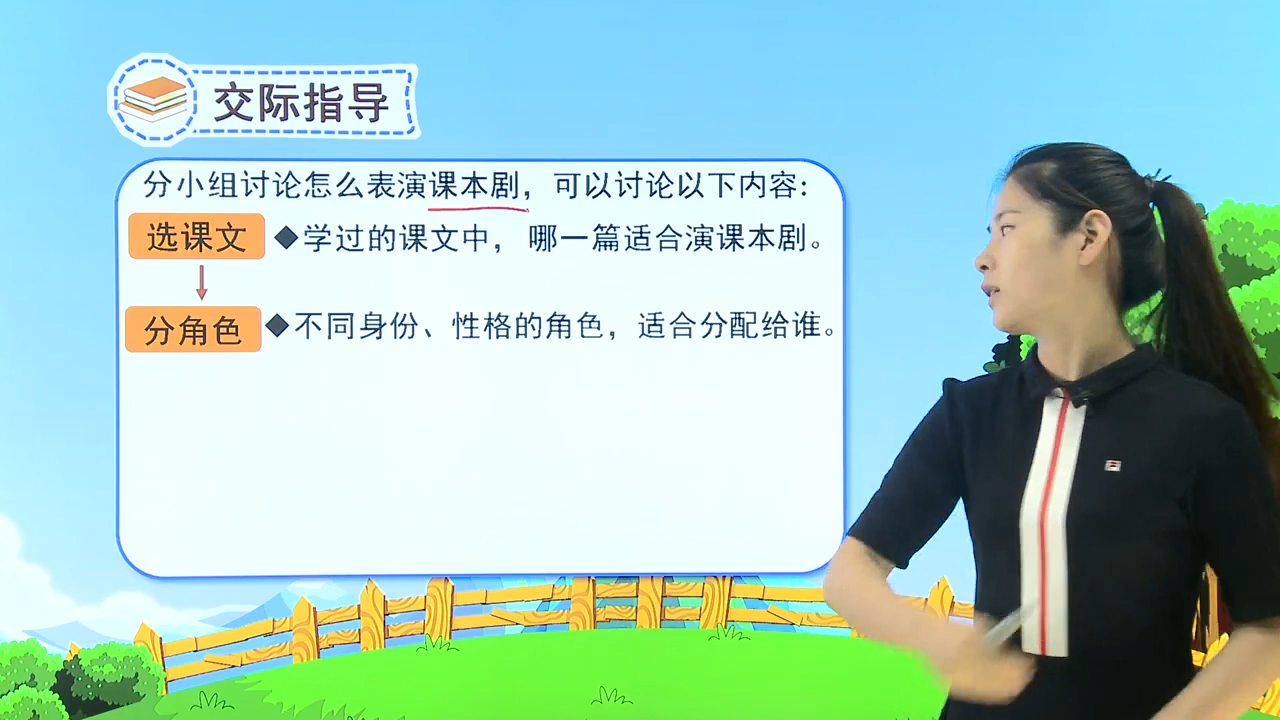 交际指导
分小组讨论怎么表演课本剧，可以讨论以下内容：
选课文 ◆学过的课文中，哪一篇适合演课本剧。
分角色 ◆不同身份、性格的角色，适合分配给谁。